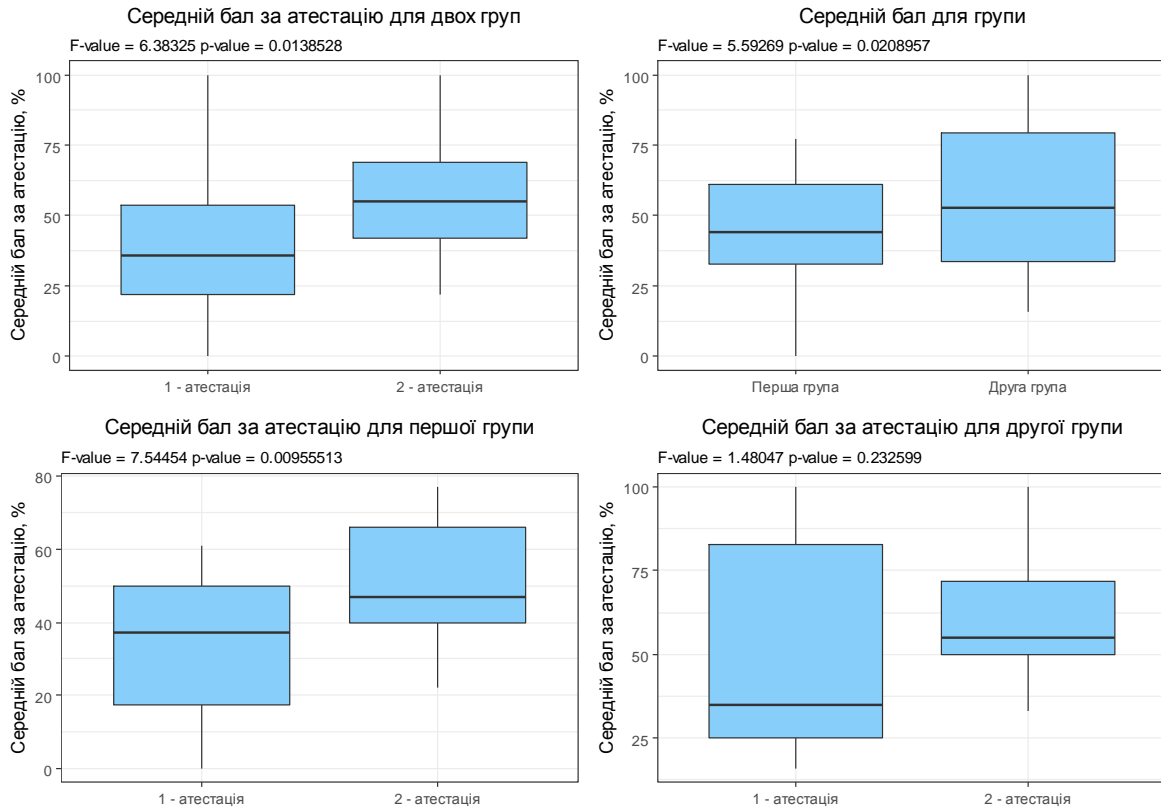 Середній бал за атестацію для двох груп
F-value = 6.38325 p-value = 0.0138528
Середній бал за атестацію, %
100
75
50
25
0
1 - атестація
2 - атестація
Середній бал для групи
F-value = 5.59269 p-value = 0.0208957
Середній бал за атестацію, %
100
75
50
25
0
Перша група
Друга група
Середній бал за атестацію для першої групи
F-value = 7.54454 p-value = 0.00955513
Середній бал за атестацію, %
80
60
40
20
0
1 - атестація
2 - атестація
Середній бал за атестацію для другої групи
F-value = 1.48047 p-value = 0.232599
Середній бал за атестацію, %
100
75
50
25
1 - атестація
2 - атестація